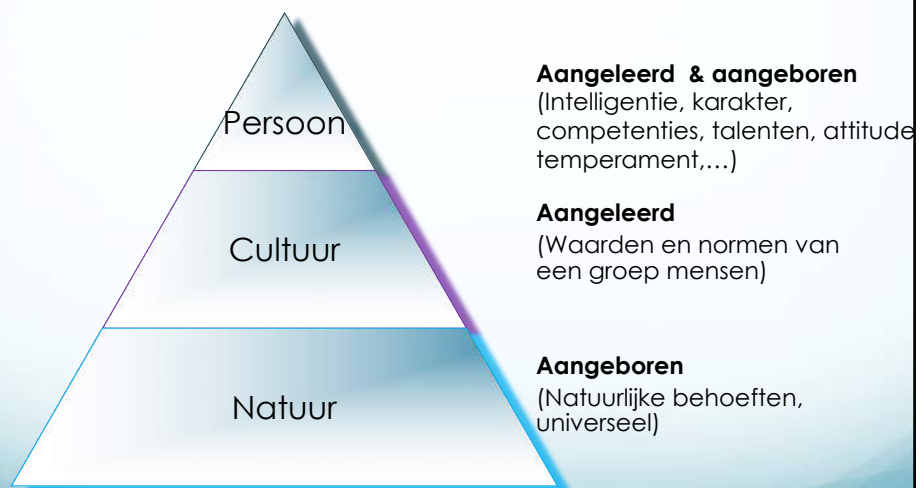 Persoon
Aangeleerd & aangeboren
(Intelligentie, karakter,
competenties, talenten, attitude
temperament,...)
Cultuur
Aangeleerd
(Waarden en normen van
een groep mensen)
Natuur
Aangeboren
(Natuurlijke behoeften,
universeel)